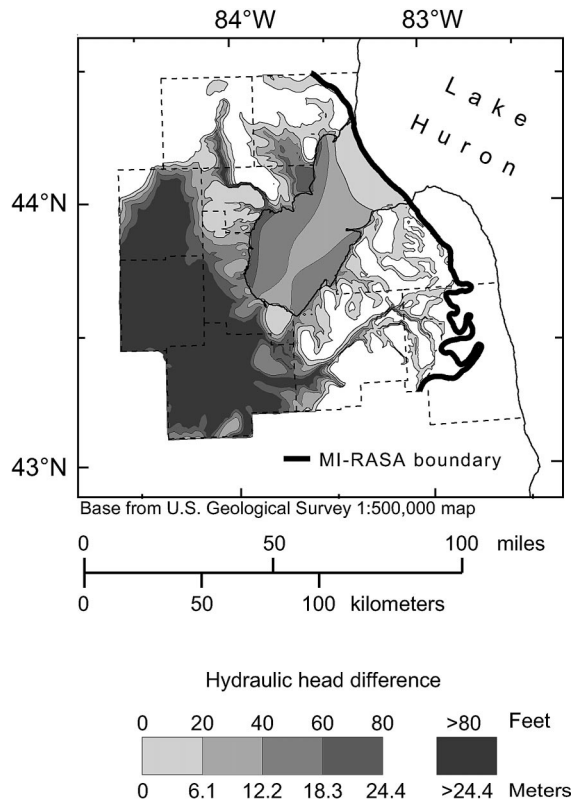 84°W 83°W
Lake
Huron
44°N
43°N
MI-RASA boundary
Base from U.S. Geological Survey 1:500,000 map
0 50 100 miles
0 50 100 kilometers
Hydraulic head difference
0 20 40 60 80 >80 Feet
0 6.1 12.2 18.3 24.4 >24.4 Meters